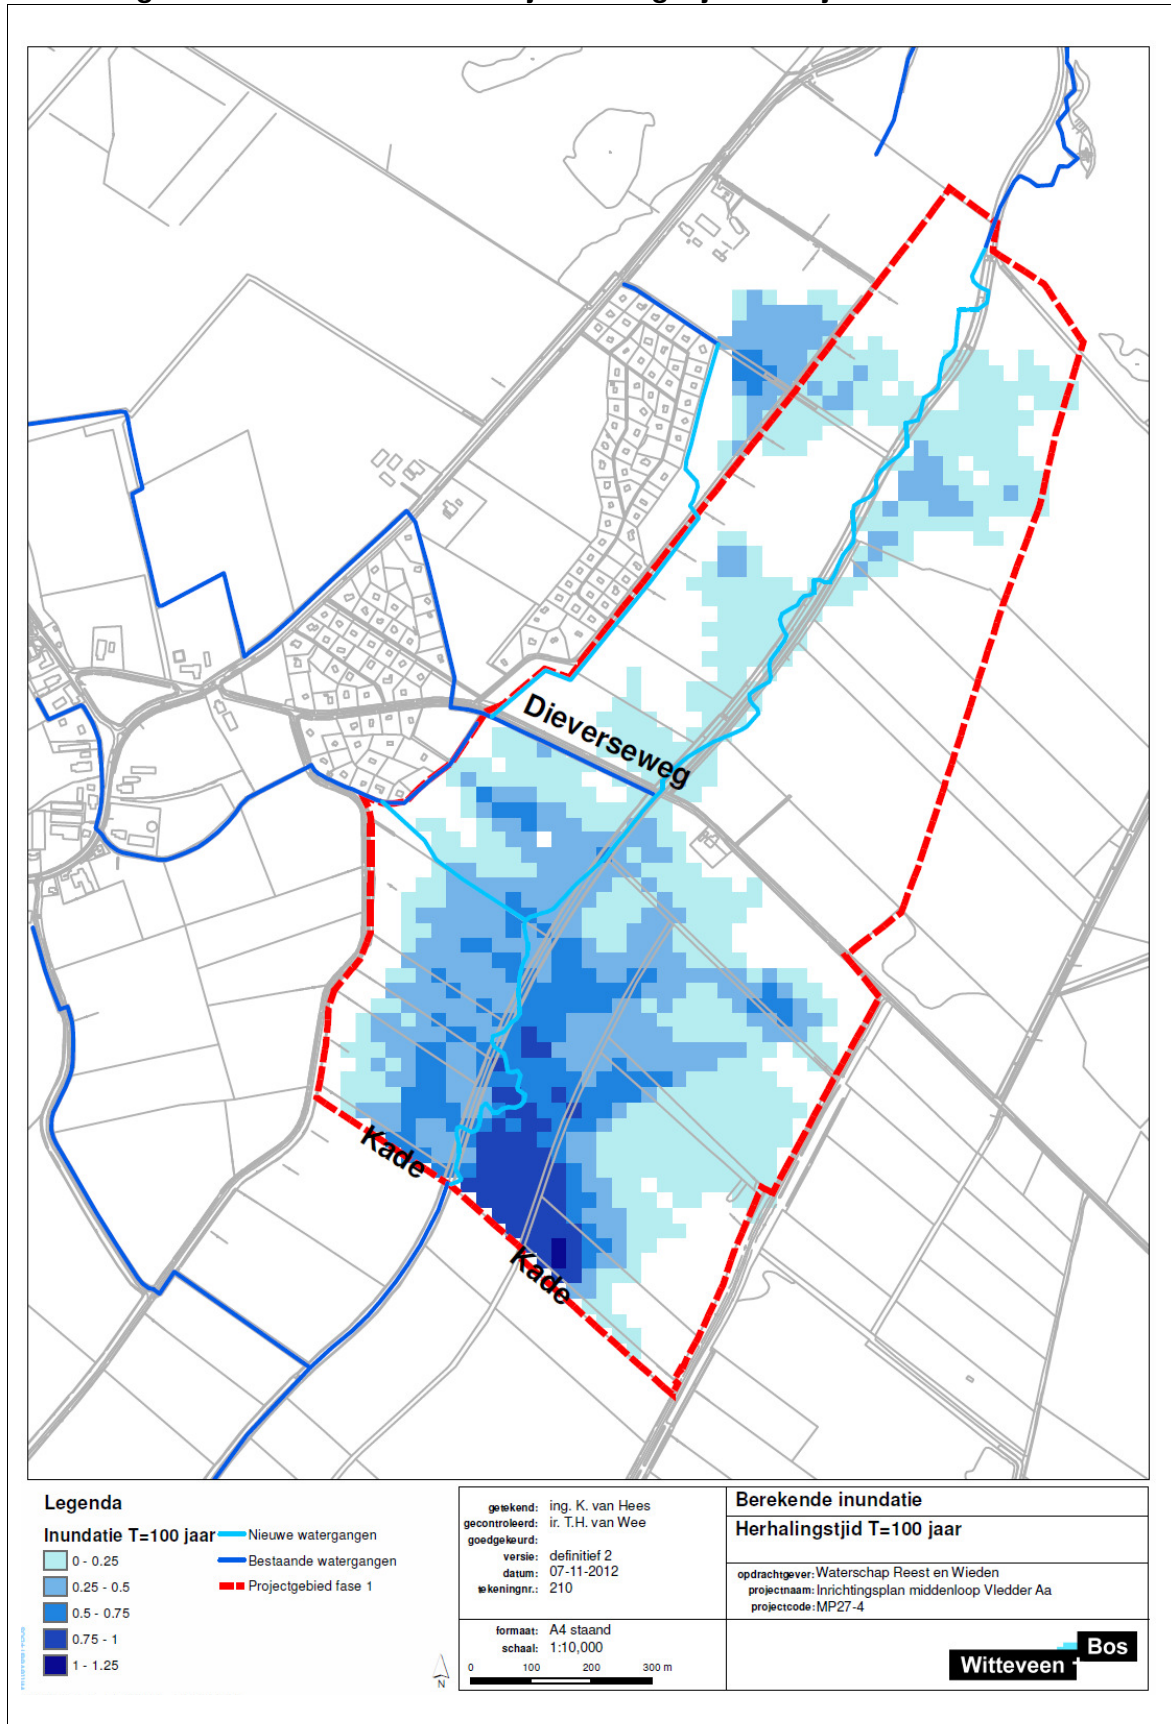 Dieverseweg
Kade
Kade
Legenda
Inundatie T=100 jaar
0 - 0.25
0.25 - 0.5
0.5 - 0.75
0.75 - 1
1 - 1.25
Nieuwe watergangen
Bestaande watergangen
Projectgebied fase 1
N
getekend: ing. K. van Hees
gecontroleerd: ir. T.H. van Wee
goedgekeurd:
versie: definitief 2
datum: 07-11-2012
tekeningnr.: 210
formaat: A4 staand
schaal: 1:10,000
0 100 200 300 m
Berekende inundatie
Herhalingstijd T=100 jaar
opdrachtgever: Waterschap Reest en Wieden
projectnaam: Inrichtingsplan middenloop Vledder Aa
projectcode: MP27-4
Witteveen + Bos